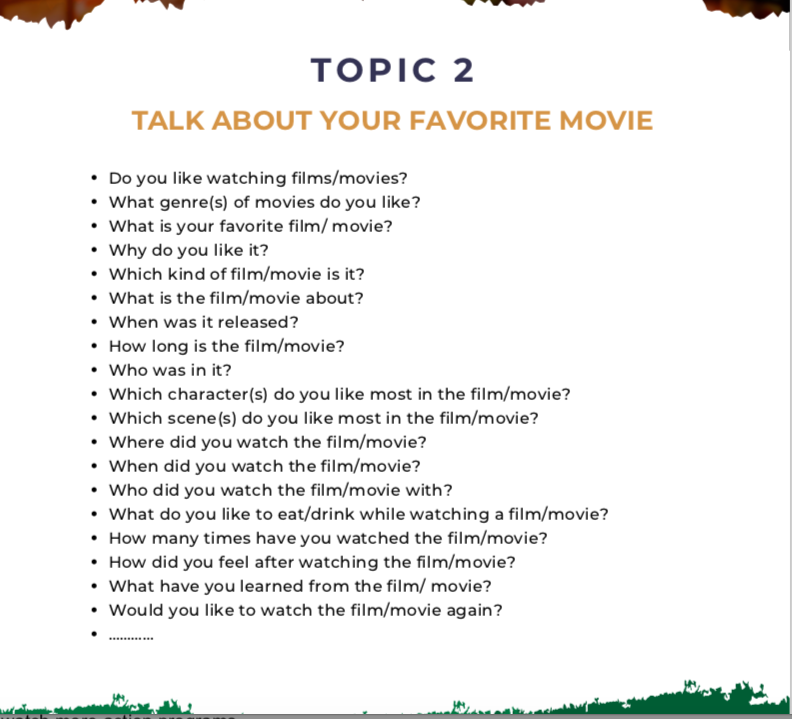 TOPIC 2
TALK ABOUT YOUR FAVORITE MOVIE
• Do you like watching films/movies?
• What genre(s) of movies do you like?
• What is your favorite film/ movie?
• Why do you like it?
• Which kind of film/movie is it?
• What is the film/movie about?
• When was it released?
• How long is the film/movie?
• Who was in it?
• Which character(s) do you like most in the film/movie?
• Which scene(s) do you like most in the film/movie?
• Where did you watch the film/movie?
• When did you watch the film/movie?
• Who did you watch the film/movie with?
• What do you like to eat/drink while watching a film/movie?
• How many times have you watched the film/movie?
• How did you feel after watching the film/movie?
• What have you learned from the film/ movie?
• Would you like to watch the film/movie again?
• ............